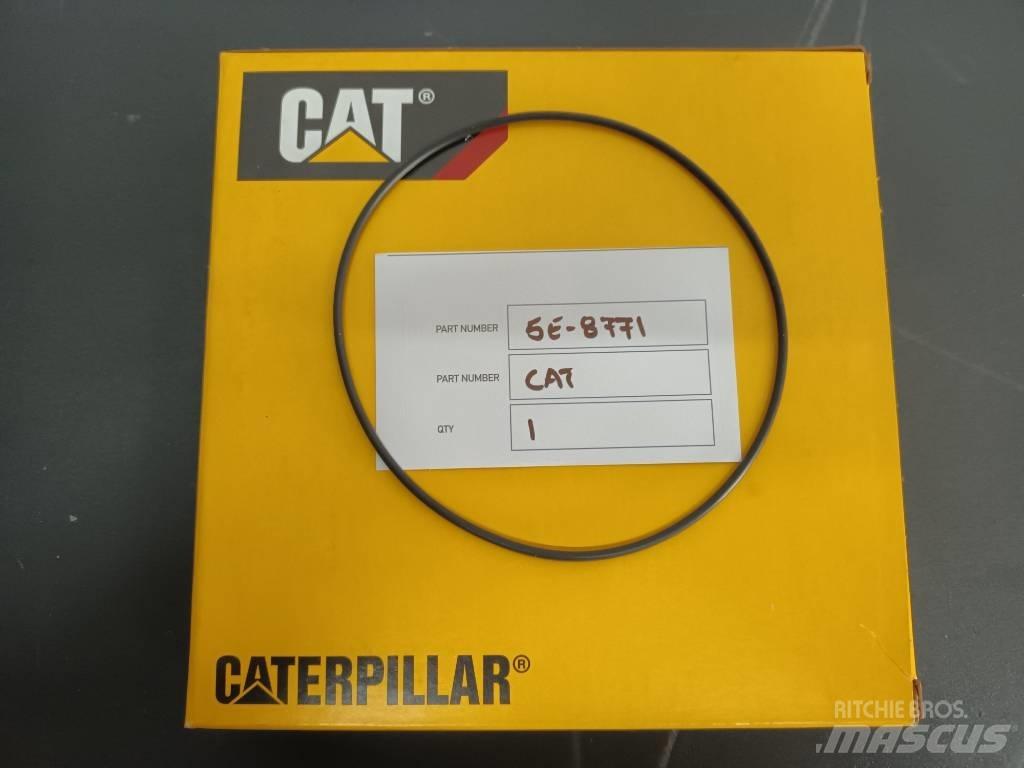 CAT®
PART NUMBER 5E-8771
PART NUMBER CAT
QTY 1
CATERPILLAR®
RITCHIE BROS.
MASCUS